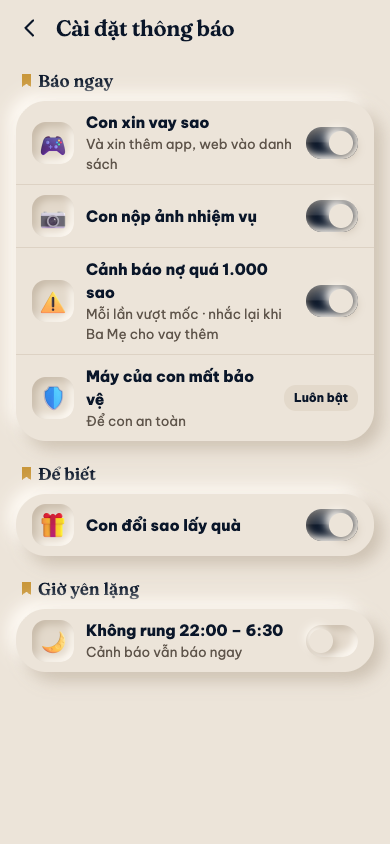 Cài đặt thông báo
Báo ngay
Con xin vay sao
Và xin thêm app, web vào danh
sách
Con nộp ảnh nhiệm vụ
Cảnh báo nợ quá 1.000
sao
Mỗi lần vượt mốc · nhắc lại khi
Ba Mẹ cho vay thêm
Máy của con mất bảo
vệ
Để con an toàn
Luôn bật
Để biết
Con đổi sao lấy quà
Giờ yên lặng
Không rung 22:00 – 6:30
Cảnh báo vẫn báo ngay